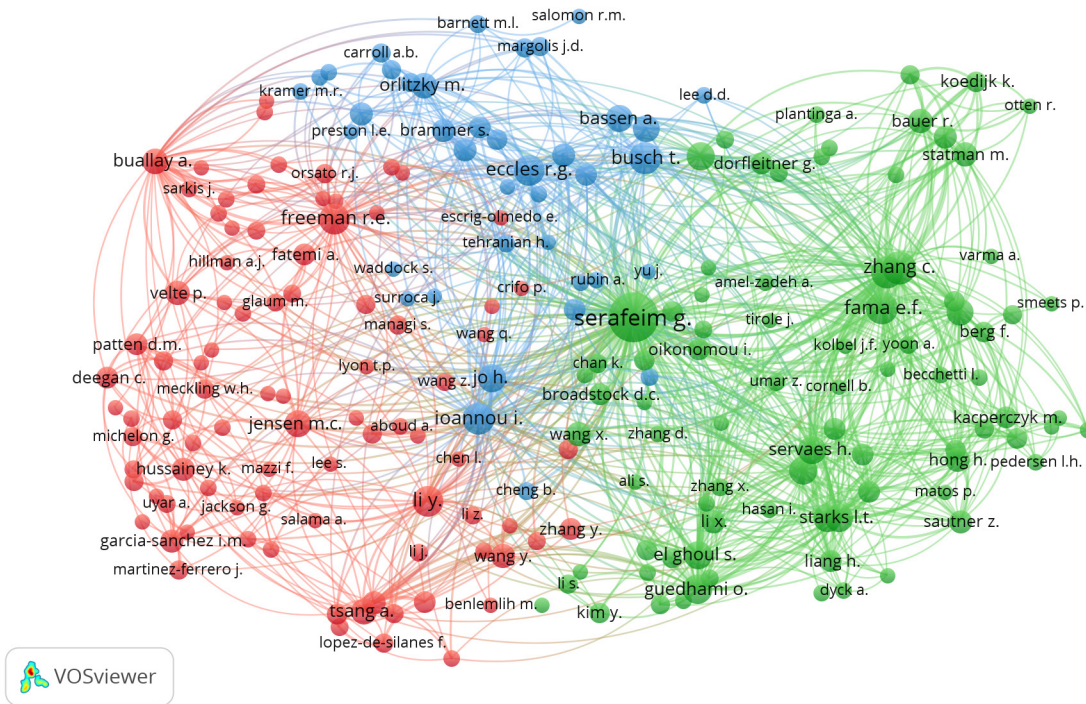 salomon r.m.
barnett m.l.
margolis j.d.
carroll a.b.
orlitzky m.
kramer m.r.
koedijk k.
lee d.d.
otten r.
plantinga a.
bassen a.
bauer r.
preston l.e.
brammer s.
statman m.
buallay a.
busch t.
dorfleitner g.
eccles r.g.
orsato r.j.
sarkis j.
freeman r.e.
escrig-olmedo e.
tehranian h.
fatemi a.
hillman a.j.
varma a.
waddock s.
zhang c.
yu j.
rubin a.
amel-zadeh a.
crifo p.
velte p.
glaum m.
surroca j.
smeets p.
fama e.f.
serafeim g.
managi s.
tirole j.
berg f.
wang q.
patten d.m.
kolbel j.f.
yoon a.
oikonomou i.
lyon t.p.
chan k.
deegan c.
becchetti l.
wang z.
jo h.
umar z.
cornell b.
meckling w.h.
broadstock d.c.
ioannou i.
kacperczyk m.
jensen m.c.
aboud a.
michelon g.
wang x.
zhang d.
servaes h.
hong h.
pedersen l.h.
chen l.
lee s.
hussainey k.
mazzi f.
ali s.
zhang x.
cheng b.
matos p.
uyar a.
jackson g.
li y.
hasan i.
li z.
salama a.
starks l.t.
sautner z.
li x.
zhang y.
garcia-sanchez i.m.
li j.
wang y.
el ghoul s.
liang h.
martinez-ferrero j.
li s.
guedhami o.
dyck a.
benlemlih m.
tsang a.
kim y.
lopez-de-silanes f.
VOSviewer